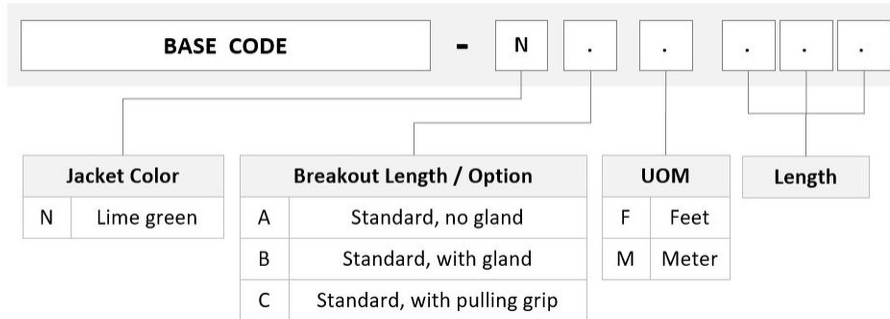 BASE CODE - N . . . . .
Jacket Color Breakout Length / Option UOM Length
N Lime green A Standard, no gland F Feet
B Standard, with gland M Meter
C Standard, with pulling grip